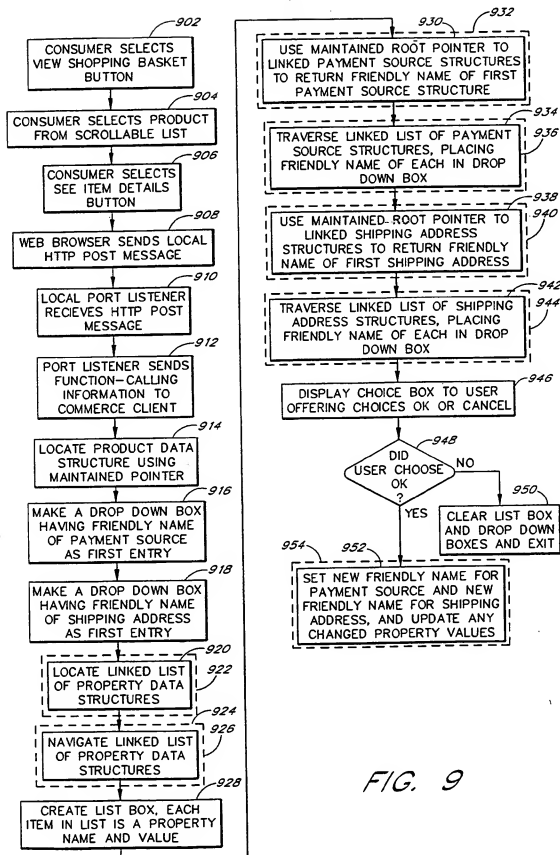 902
CONSUMER SELECTS
VIEW SHOPPING BASKET
BUTTON
904
CONSUMER SELECTS PRODUCT
FROM SCROLLABLE LIST
906
CONSUMER SELECTS
SEE ITEM DETAILS
BUTTON
908
WEB BROWSER SENDS LOCAL
HTTP POST MESSAGE
910
LOCAL PORT LISTENER
RECIEVES HTTP POST
MESSAGE
912
PORT LISTENER SENDS
FUNCTION-CALLING
INFORMATION TO
COMMERCE CLIENT
914
LOCATE PRODUCT DATA
STRUCTURE USING
MAINTAINED POINTER
916
MAKE A DROP DOWN BOX
HAVING FRIENDLY NAME
OF PAYMENT SOURCE
AS FIRST ENTRY
918
MAKE A DROP DOWN BOX
HAVING FRIENDLY NAME
OF SHIPPING ADDRESS
AS FIRST ENTRY
920
922
LOCATE LINKED LIST
OF PROPERTY DATA
STRUCTURES
924
926
NAVIGATE LINKED LIST
OF PROPERTY DATA
STRUCTURES
928
CREATE LIST BOX, EACH
ITEM IN LIST IS A PROPERTY
NAME AND VALUE
930
932
USE MAINTAINED ROOT POINTER TO
LINKED PAYMENT SOURCE STRUCTURES
TO RETURN FRIENDLY NAME OF FIRST
PAYMENT SOURCE STRUCTURE
934
936
TRAVERSE LINKED LIST OF PAYMENT
SOURCE STRUCTURES, PLACING
FRIENDLY NAME OF EACH IN DROP
DOWN BOX
938
940
USE MAINTAINED ROOT POINTER TO
LINKED SHIPPING ADDRESS
STRUCTURES TO RETURN FRIENDLY
NAME OF FIRST SHIPPING ADDRESS
942
944
TRAVERSE LINKED LIST OF SHIPPING
ADDRESS STRUCTURES, PLACING
FRIENDLY NAME OF EACH IN DROP
DOWN BOX
946
DISPLAY CHOICE BOX TO USER
OFFERING CHOICES OK OR CANCEL
948
DID
USER CHOOSE
OK
?
NO
YES
950
CLEAR LIST BOX
AND DROP DOWN
BOXES AND EXIT
954
952
SET NEW FRIENDLY NAME FOR
PAYMENT SOURCE AND NEW
FRIENDLY NAME FOR SHIPPING
ADDRESS, AND UPDATE ANY
CHANGED PROPERTY VALUES
FIG. 9